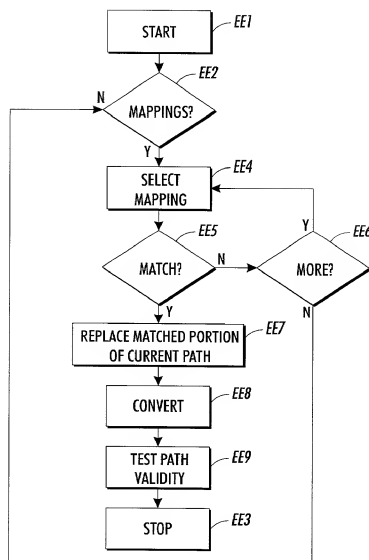 START
EE1
EE2
N
MAPPINGS?
Y
EE4
SELECT
MAPPING
EE5
Y
EE6
MATCH?
N
MORE?
Y
N
EE7
REPLACE MATCHED PORTION
OF CURRENT PATH
CONVERT
EE8
TEST PATH
VALIDITY
EE9
STOP
EE3